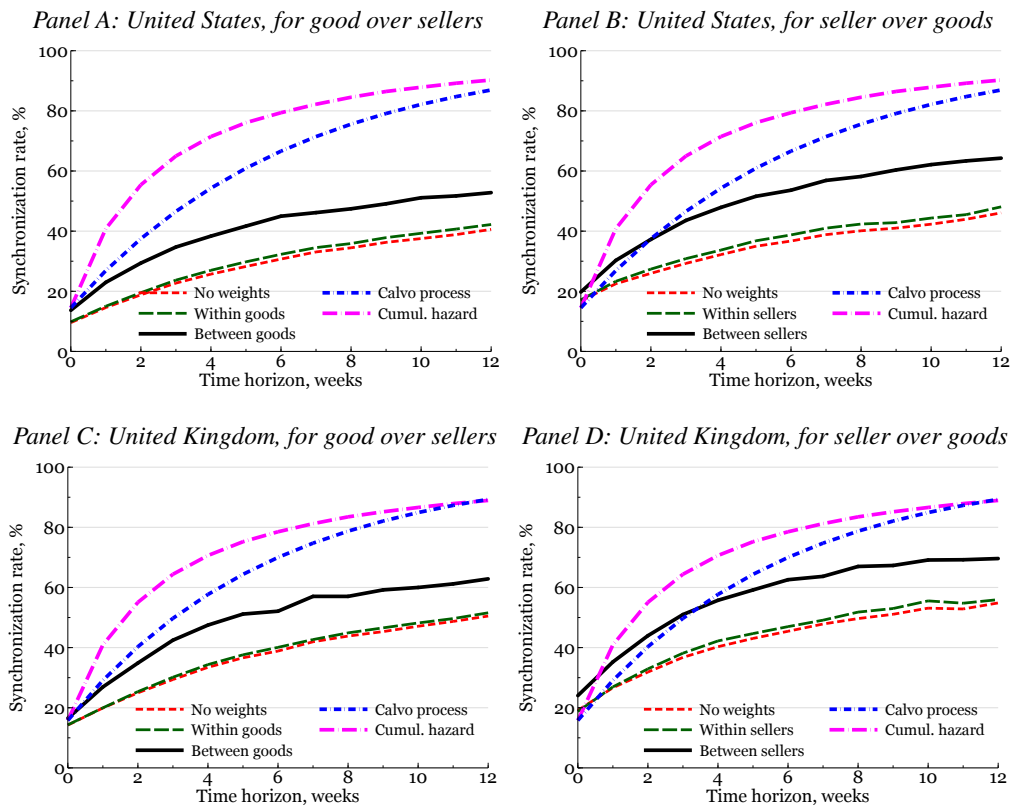 Panel A: United States, for good over sellers
Synchronization rate, %
100
80
60
40
20
0
No weights
Within goods
Between goods
Calvo process
Cumul. hazard
0 2 4 6 8 10 12
Time horizon, weeks
Panel B: United States, for seller over goods
Synchronization rate, %
100
80
60
40
20
0
No weights
Within sellers
Between sellers
Calvo process
Cumul. hazard
0 2 4 6 8 10 12
Time horizon, weeks
Panel C: United Kingdom, for good over sellers
Synchronization rate, %
100
80
60
40
20
0
No weights
Within goods
Between goods
Calvo process
Cumul. hazard
0 2 4 6 8 10 12
Time horizon, weeks
Panel D: United Kingdom, for seller over goods
Synchronization rate, %
100
80
60
40
20
0
No weights
Within sellers
Between sellers
Calvo process
Cumul. hazard
0 2 4 6 8 10 12
Time horizon, weeks